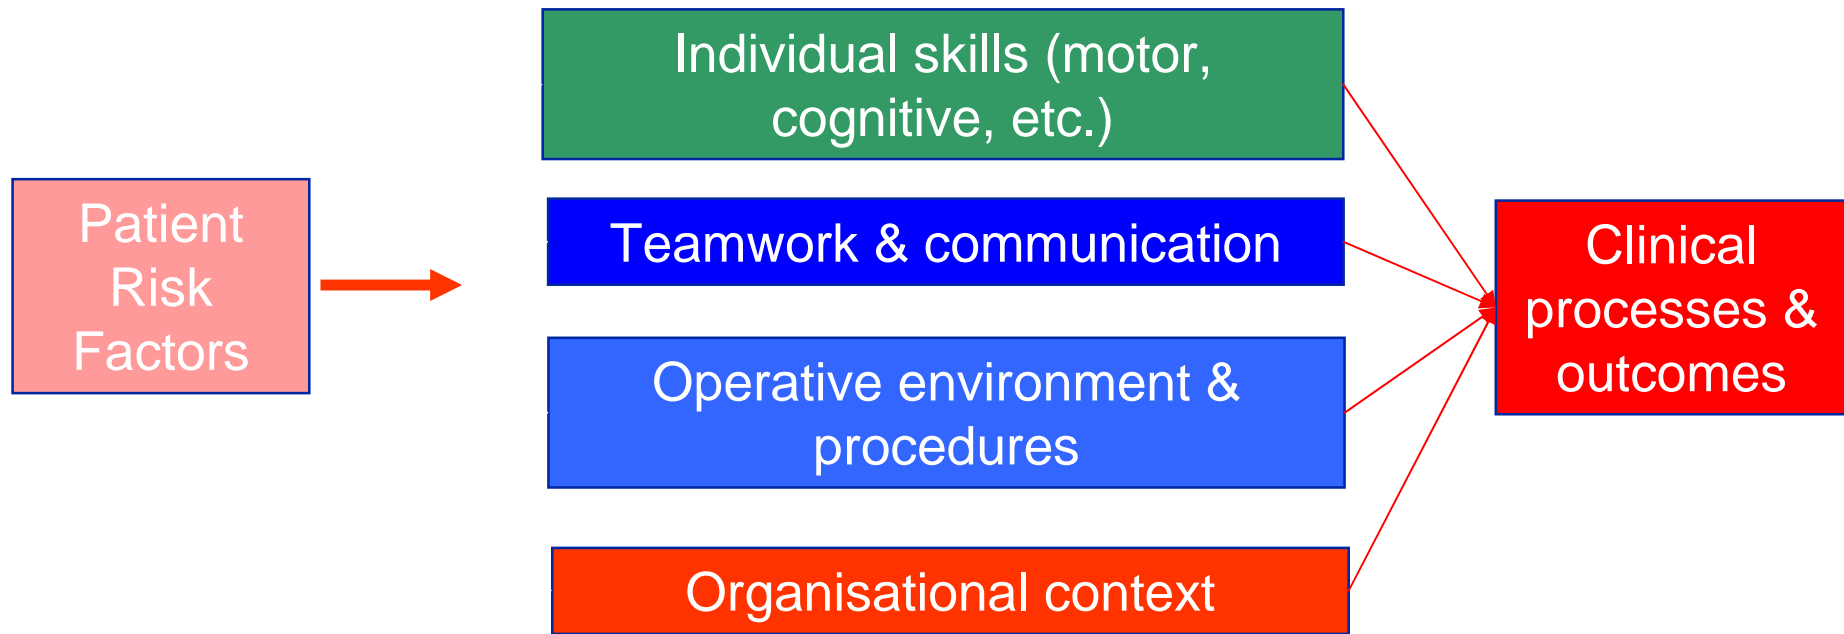 Individual skills (motor,
cognitive, etc.)
Patient
Risk
Factors
Teamwork & communication
Operative environment &
procedures
Organisational context
Clinical
processes &
outcomes